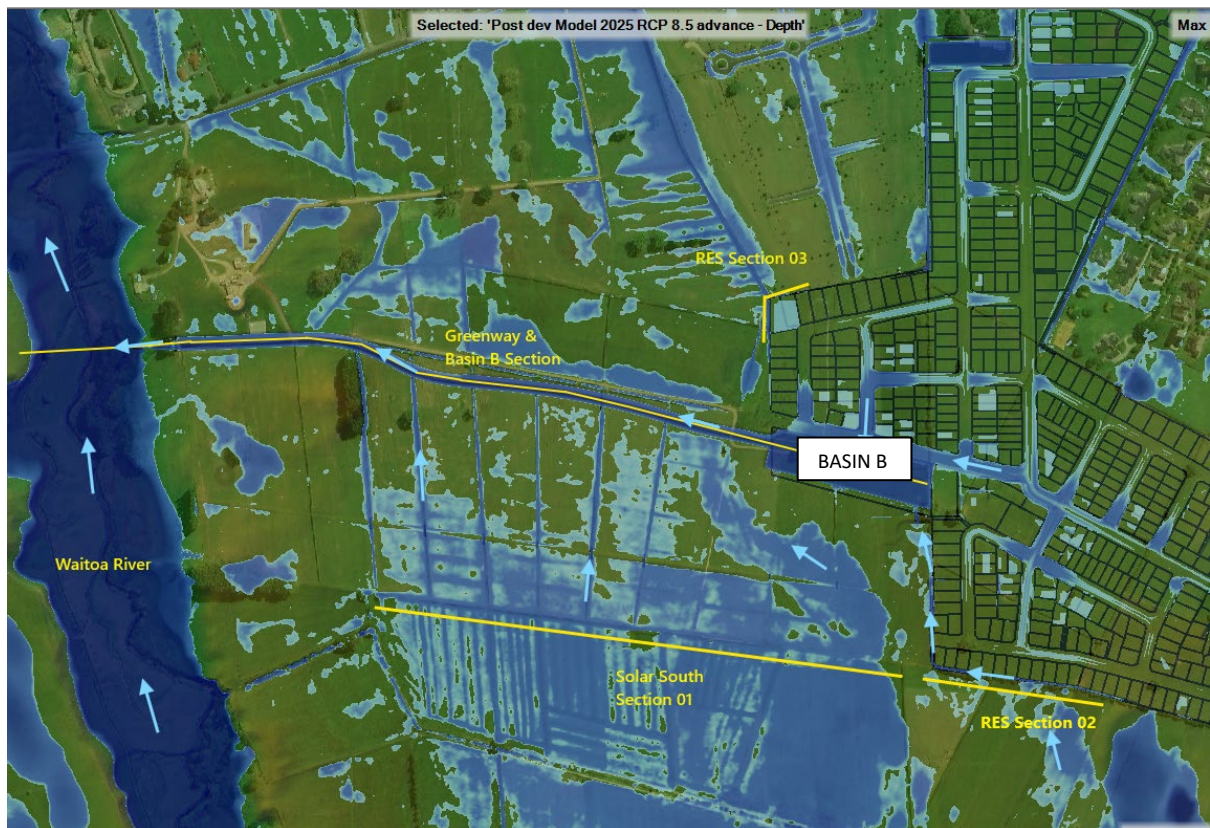 Selected: 'Post dev Model 2025 RCP 8.5 advance - Depth'
Max
RES Section 03
Greenway &
Basin B Section
BASIN B
Waitoa River
Solar South
Section 01
RES Section 02